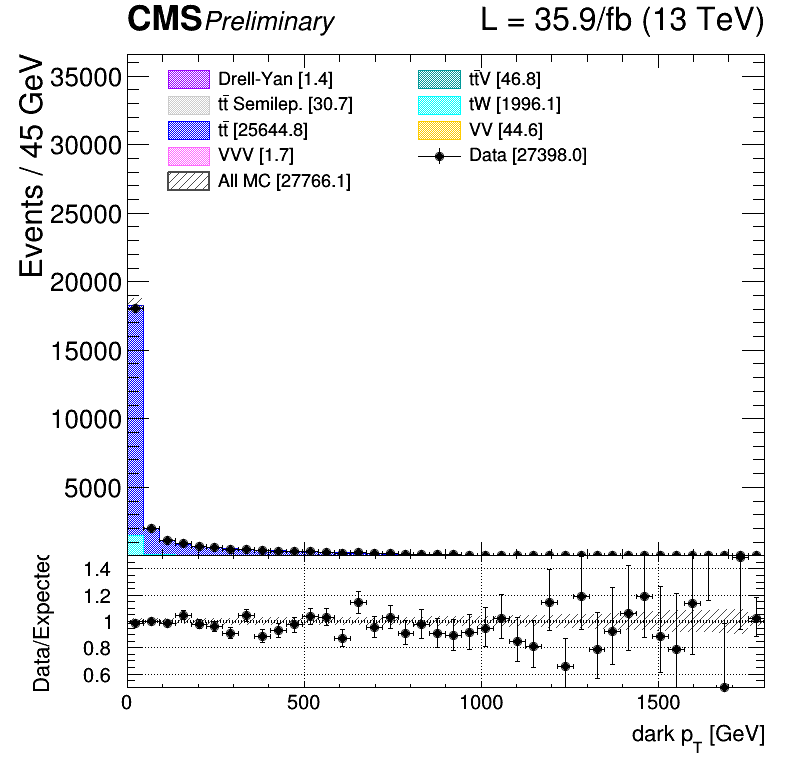 CMS Preliminary L = 35.9/fb (13 TeV)
Events / 45 GeV
35000
30000
25000
20000
15000
10000
5000
Drell-Yan [1.4]
tt̄ Semilep. [30.7]
tt̄ [25644.8]
VVV [1.7]
All MC [27766.1]
tt̄V [46.8]
tW [1996.1]
VV [44.6]
Data [27398.0]
Data/Expected
1.4
1.2
1
0.8
0.6
0 500 1000 1500
dark p_T [GeV]